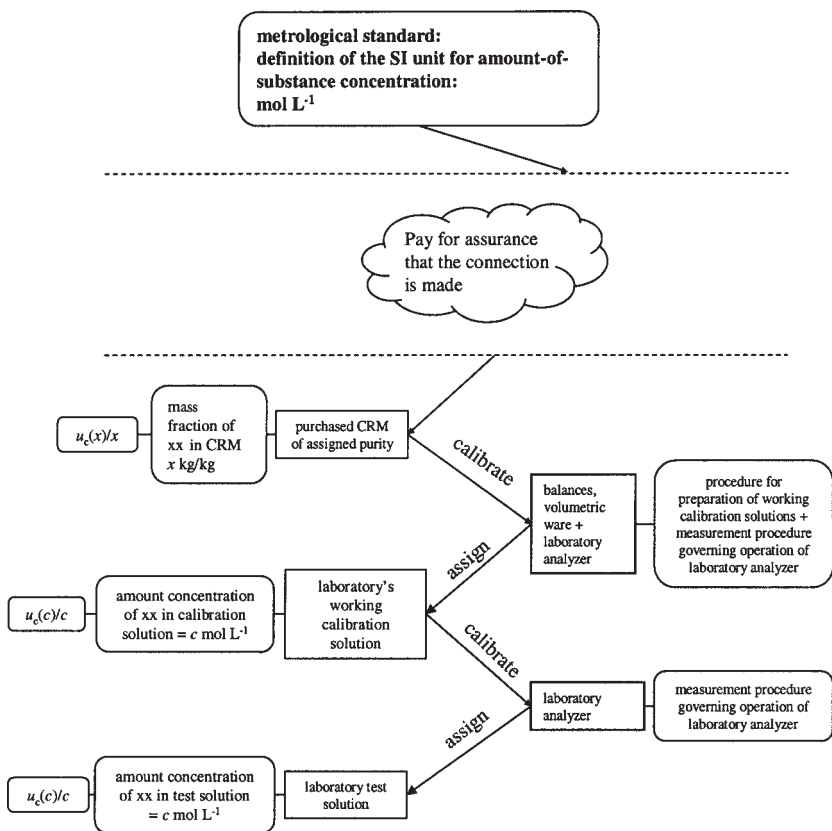 metrological standard:
definition of the SI unit for amount-of-
substance concentration:
mol L⁻¹
Pay for assurance
that the connection
is made
u_c(x)/x
mass
fraction of
xx in CRM
x kg/kg
purchased CRM
of assigned purity
calibrate
balances,
volumetric
ware +
laboratory
analyzer
procedure for
preparation of working
calibration solutions +
measurement procedure
governing operation of
laboratory analyzer
assign
u_c(c)/c
amount concentration
of xx in calibration
solution = c mol L⁻¹
laboratory's
working
calibration
solution
calibrate
laboratory
analyzer
measurement procedure
governing operation of
laboratory analyzer
assign
u_c(c)/c
amount concentration
of xx in test solution
= c mol L⁻¹
laboratory test
solution